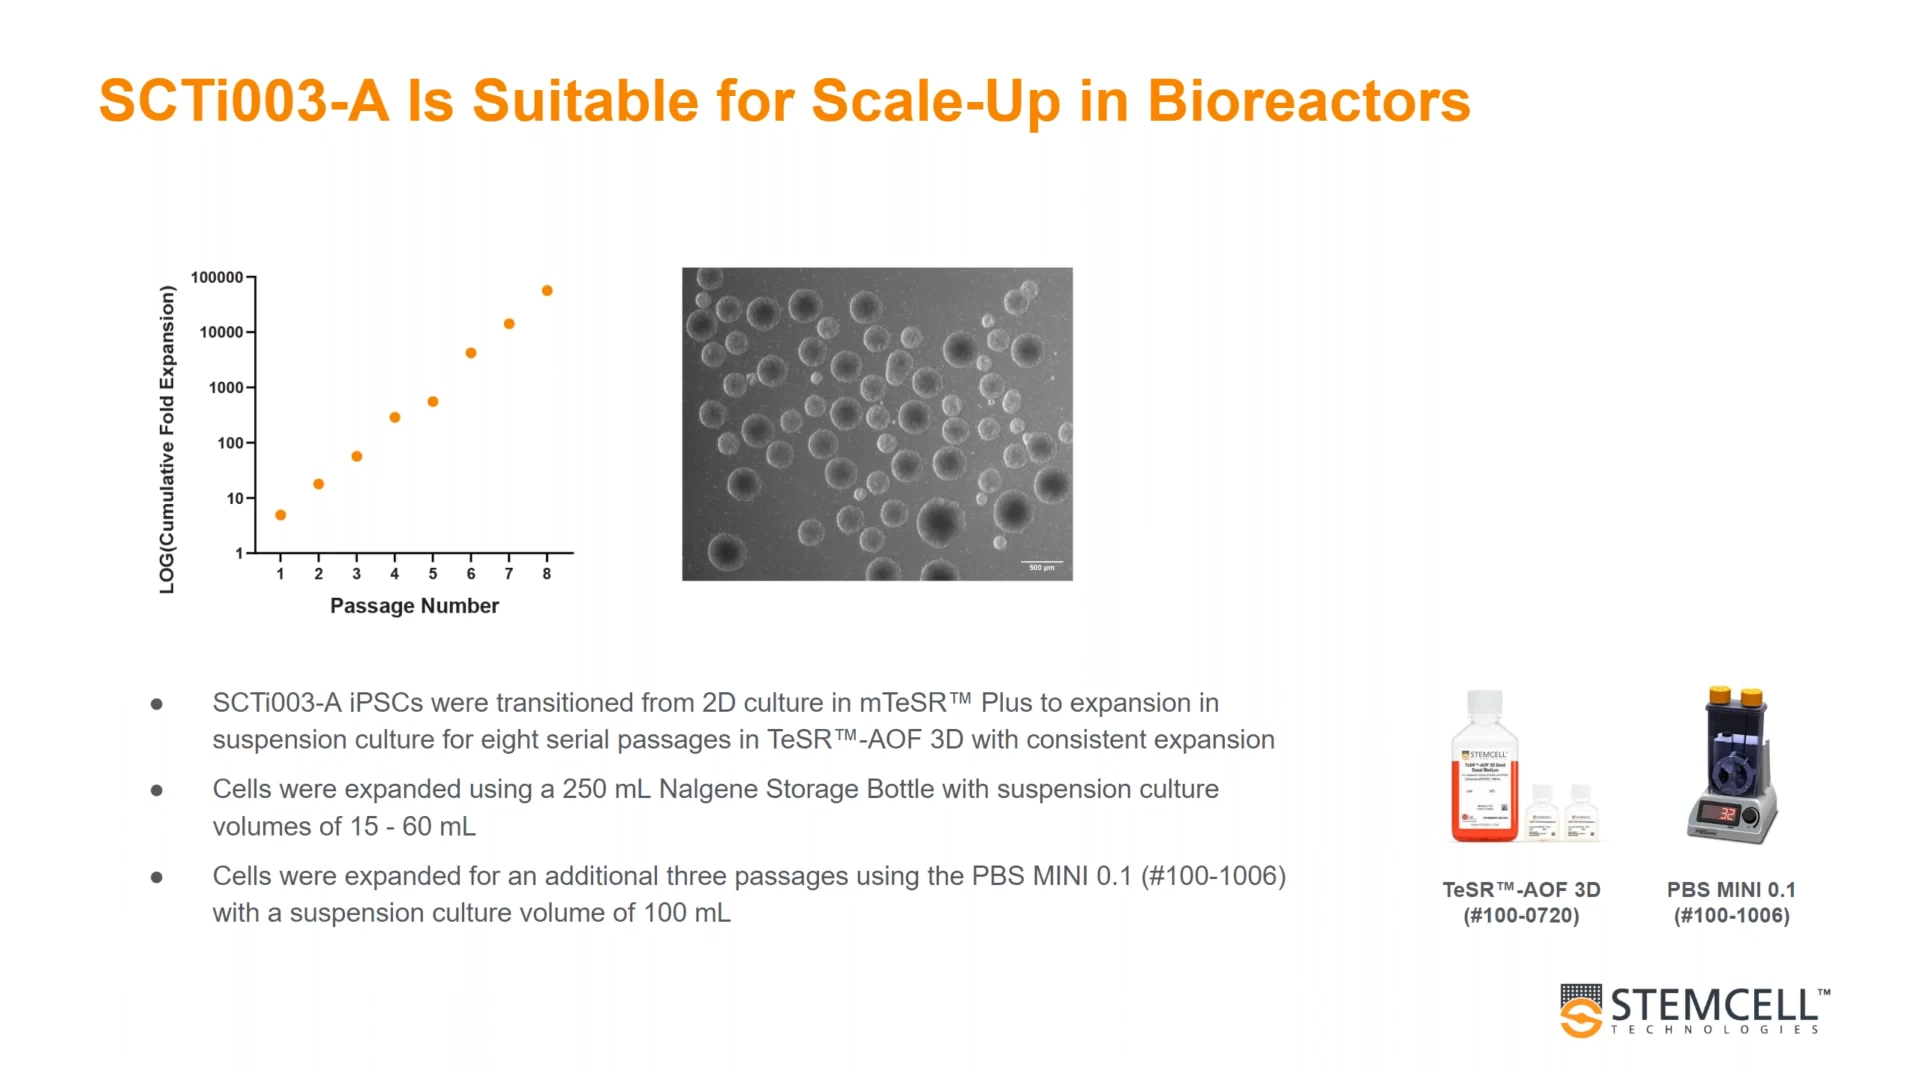 SCTi003-A Is Suitable for Scale-Up in Bioreactors
LOG(Cumulative Fold Expansion)
100000
10000
1000
100
10
1
1 2 3 4 5 6 7 8
Passage Number
500 µm
● SCTi003-A iPSCs were transitioned from 2D culture in mTeSR™ Plus to expansion in
suspension culture for eight serial passages in TeSR™-AOF 3D with consistent expansion
● Cells were expanded using a 250 mL Nalgene Storage Bottle with suspension culture
volumes of 15 - 60 mL
● Cells were expanded for an additional three passages using the PBS MINI 0.1 (#100-1006)
with a suspension culture volume of 100 mL
STEMCELL
32
TeSR™-AOF 3D
(#100-0720)
PBS MINI 0.1
(#100-1006)
STEMCELL™
TECHNOLOGIES